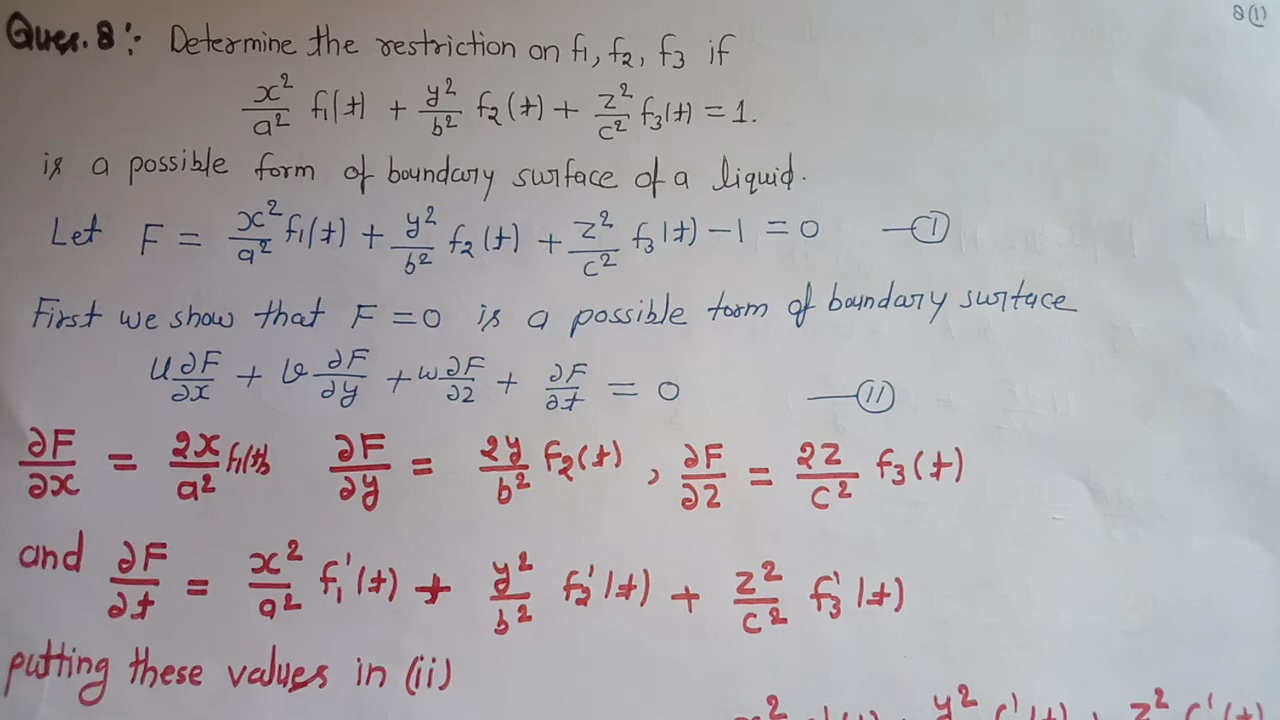 8(1)
Ques. 8:- Determine the restriction on f1, f2, f3 if
x²/a² f1(t) + y²/b² f2(t) + z²/c² f3(t) = 1.
is a possible form of boundary surface of a liquid.
Let F = x²/a² f1(t) + y²/b² f2(t) + z²/c² f3(t) - 1 = 0 —(I)
First we show that F = 0 is a possible form of boundary surface
u ∂F/∂x + v ∂F/∂y + w ∂F/∂z + ∂F/∂t = 0 —(II)
∂F/∂x = 2x/a² f1(t) ∂F/∂y = 2y/b² f2(t), ∂F/∂z = 2z/c² f3(t)
and ∂F/∂t = x²/a² f1'(t) + y²/b² f2'(t) + z²/c² f3'(t)
putting these values in (ii)